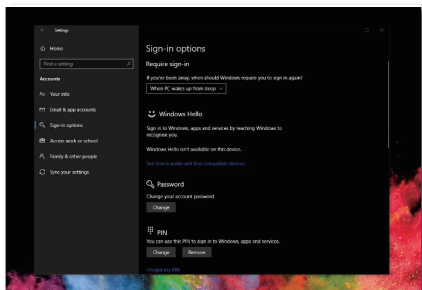 Settings
Home
Find a setting
Accounts
Your info
Email & app accounts
Sign-in options
Access work or school
Family & other people
Sync your settings
Sign-in options
Require sign-in
If you've been away, when should Windows require you to sign in again?
When PC wakes up from sleep
Windows Hello
Sign in to Windows, apps and services by teaching Windows to
recognise you.
Windows Hello isn't available on this device.
See how it works and find compatible devices.
Password
Change your account password
Change
PIN
You can use this PIN to sign in to Windows, apps and services.
Change Remove
I forgot my PIN